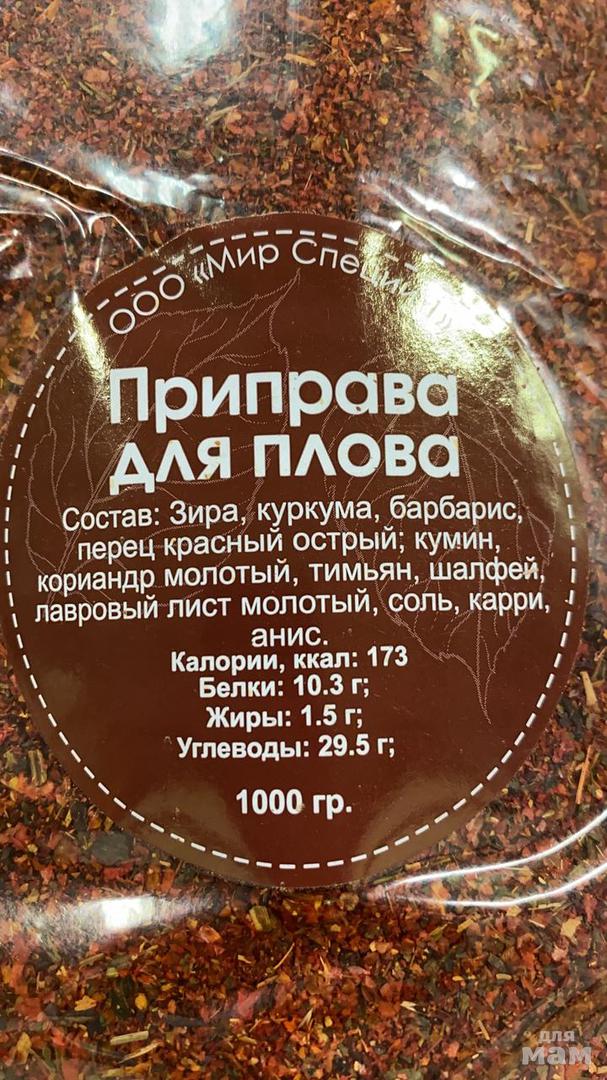 ООО «Мир Специй
Приправа
для плова
Состав: Зира, куркума, барбарис,
перец красный острый; кумин,
кориандр молотый, тимьян, шалфей,
лавровый лист молотый, соль, карри,
анис.
Калории, ккал: 173
Белки: 10.3 г;
Жиры: 1.5 г;
Углеводы: 29.5 г;
1000 гр.
для
мам